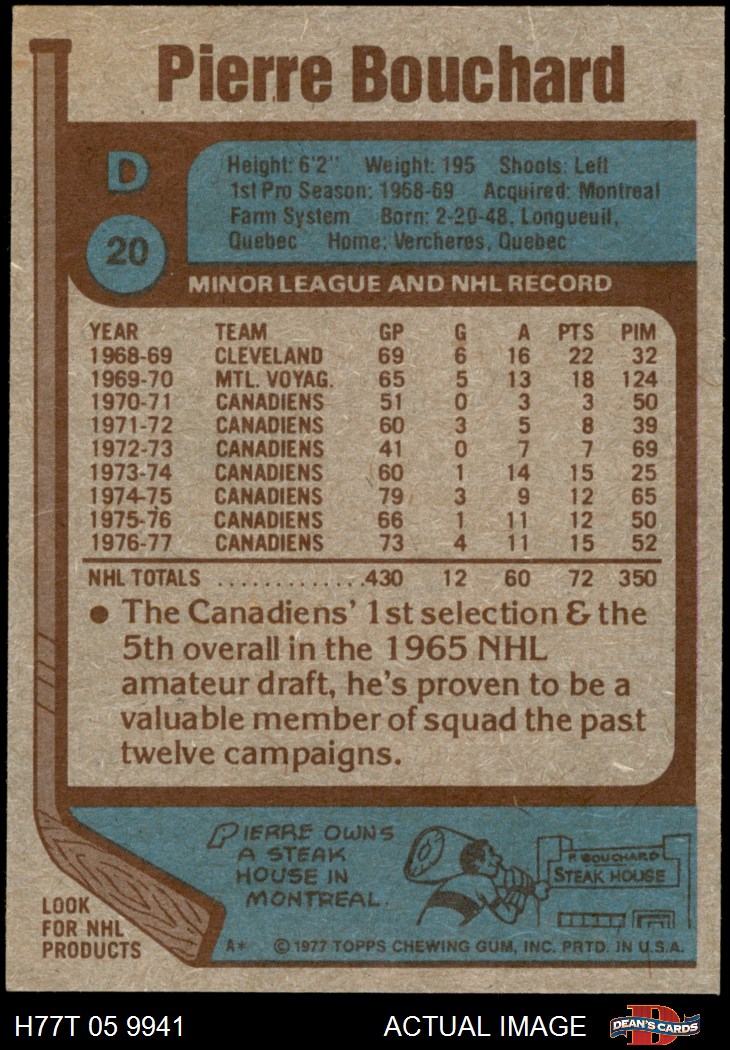 Pierre Bouchard
D
20
Height: 6'2" Weight: 195 Shoots: Left
1st Pro Season: 1968-69 Acquired: Montreal
Farm System Born: 2-20-48, Longueuil,
Quebec Home: Vercheres, Quebec
MINOR LEAGUE AND NHL RECORD
YEAR TEAM GP G A PTS PIM
1968-69 CLEVELAND 69 6 16 22 32
1969-70 MTL. VOYAG. 65 5 13 18 124
1970-71 CANADIENS 51 0 3 3 50
1971-72 CANADIENS 60 3 5 8 39
1972-73 CANADIENS 41 0 7 7 69
1973-74 CANADIENS 60 1 14 15 25
1974-75 CANADIENS 79 3 9 12 65
1975-76 CANADIENS 66 1 11 12 50
1976-77 CANADIENS 73 4 11 15 52
NHL TOTALS ..............430 12 60 72 350
● The Canadiens' 1st selection & the
5th overall in the 1965 NHL
amateur draft, he's proven to be a
valuable member of squad the past
twelve campaigns.
PIERRE OWNS
A STEAK
HOUSE IN
MONTREAL.
P. BOUCHARD
STEAK HOUSE
LOOK
FOR NHL
PRODUCTS
A* © 1977 TOPPS CHEWING GUM, INC. PRTD. IN U.S.A.
H77T 05 9941 ACTUAL IMAGE DEAN'S CARDS